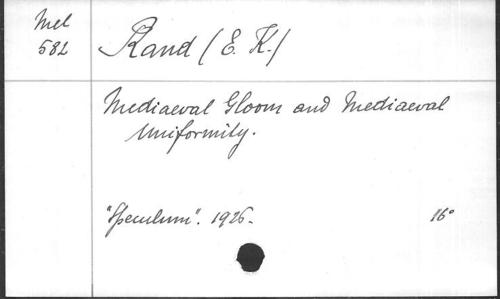 Mel
582
Rand (E. K.)
Mediaeval Gloom and Mediaeval
Uniformity.
"Speculum". 1926.
16°